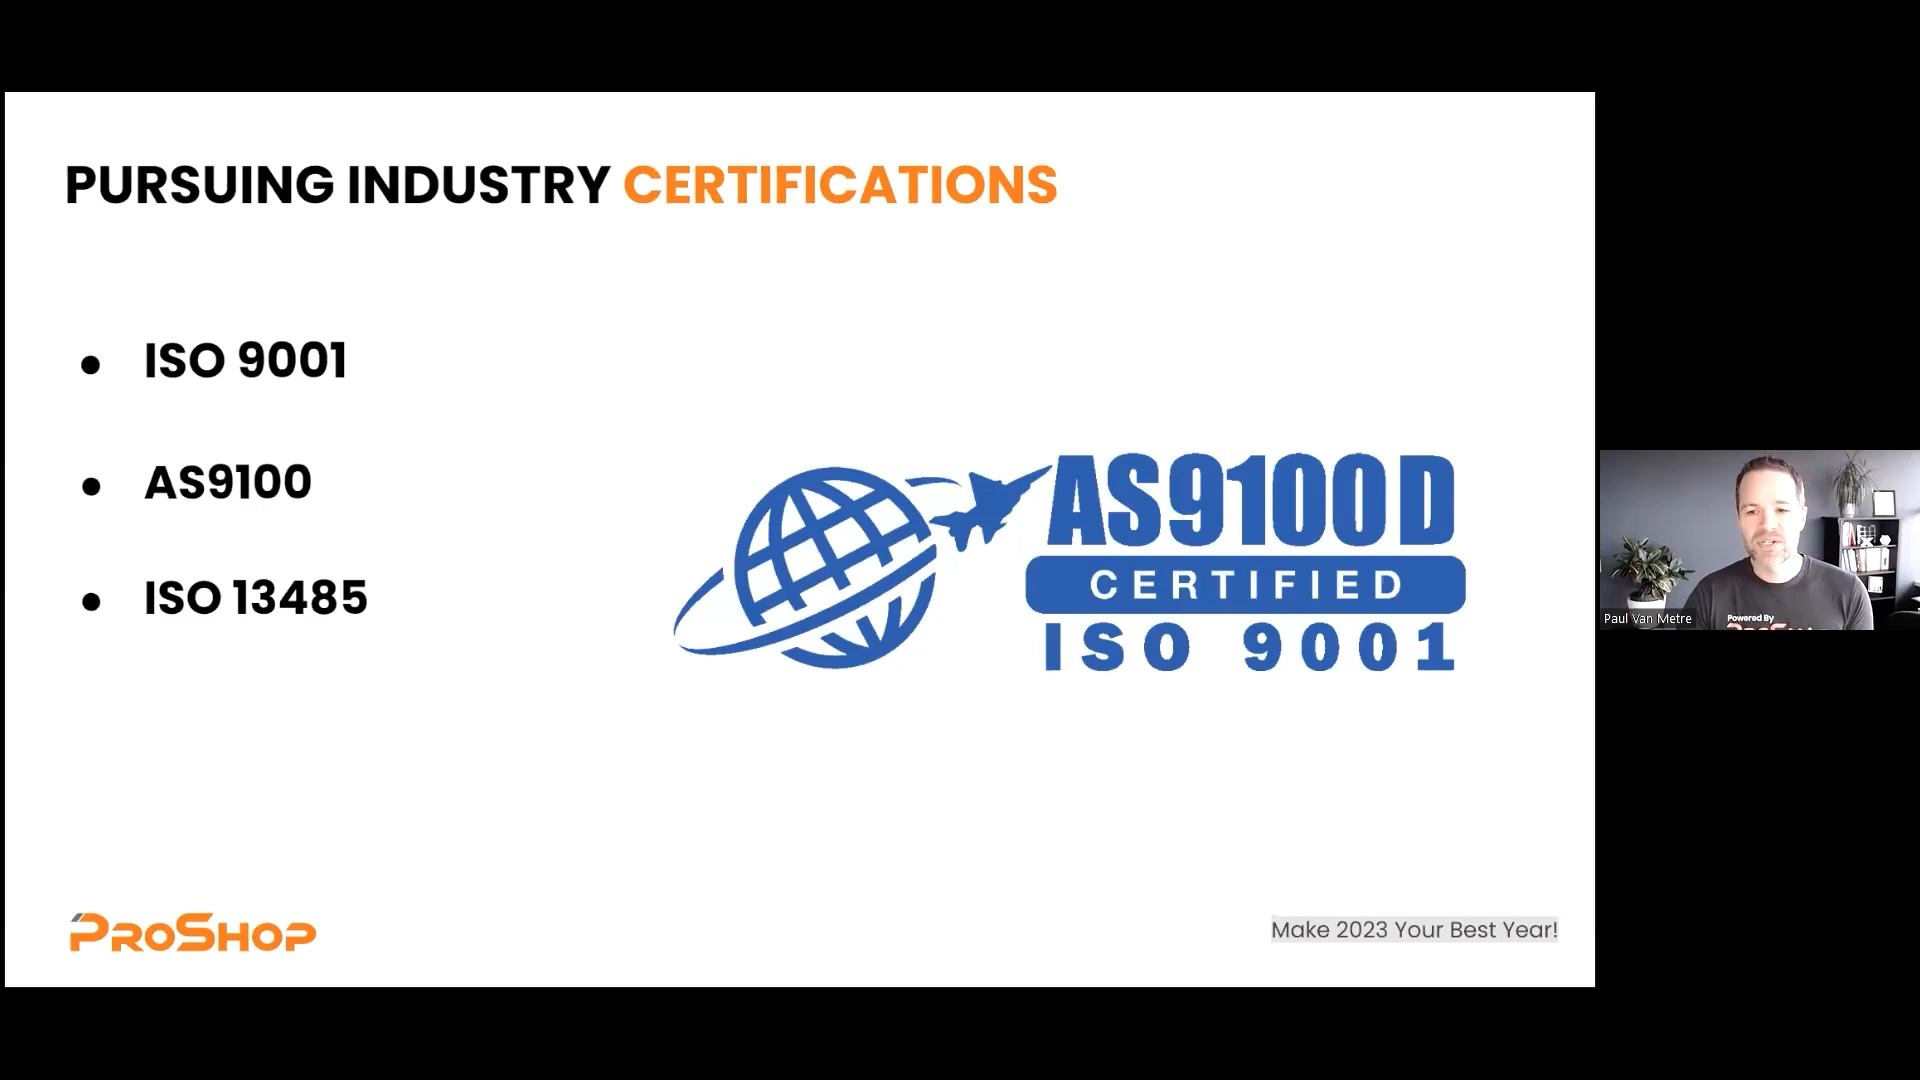 PURSUING INDUSTRY CERTIFICATIONS
● ISO 9001
● AS9100
● ISO 13485
AS9100D
CERTIFIED
ISO 9001
PROSHOP
Make 2023 Your Best Year!
Powered By
Paul Van Metre